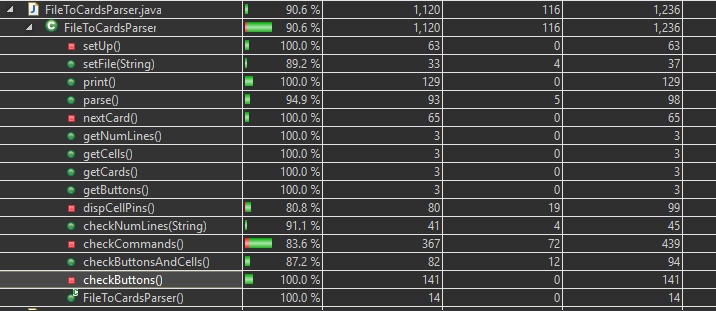 FileToCardsParser.java 90.6 % 1,120 116 1,236
FileToCardsParser 90.6 % 1,120 116 1,236
setUp() 100.0 % 63 0 63
setFile(String) 89.2 % 33 4 37
print() 100.0 % 129 0 129
parse() 94.9 % 93 5 98
nextCard() 100.0 % 65 0 65
getNumLines() 100.0 % 3 0 3
getCells() 100.0 % 3 0 3
getCards() 100.0 % 3 0 3
getButtons() 100.0 % 3 0 3
dispCellPins() 80.8 % 80 19 99
checkNumLines(String) 91.1 % 41 4 45
checkCommands() 83.6 % 367 72 439
checkButtonsAndCells() 87.2 % 82 12 94
checkButtons() 100.0 % 141 0 141
FileToCardsParser() 100.0 % 14 0 14